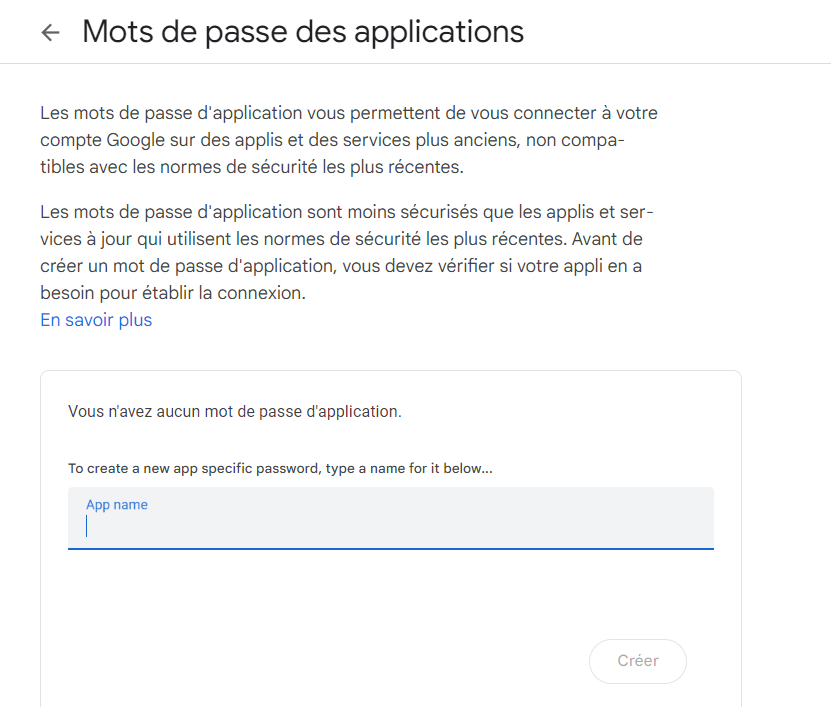 Mots de passe des applications
Les mots de passe d'application vous permettent de vous connecter à votre
compte Google sur des applis et des services plus anciens, non compa-
tibles avec les normes de sécurité les plus récentes.
Les mots de passe d'application sont moins sécurisés que les applis et ser-
vices à jour qui utilisent les normes de sécurité les plus récentes. Avant de
créer un mot de passe d'application, vous devez vérifier si votre appli en a
besoin pour établir la connexion.
En savoir plus
Vous n'avez aucun mot de passe d'application.
To create a new app specific password, type a name for it below...
App name
Créer